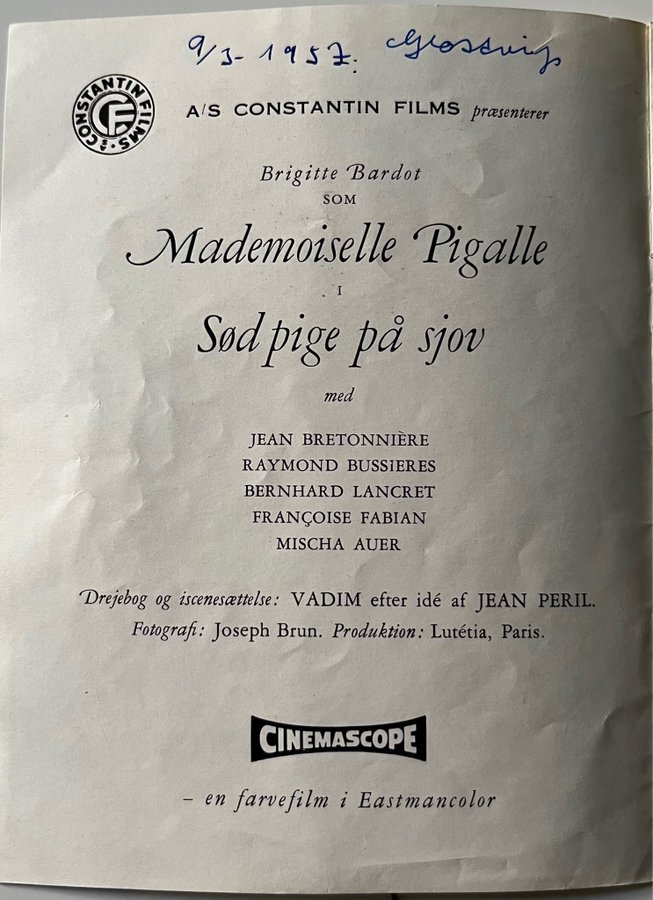 9/3-1957. Glostrup
CONSTANTIN FILMS A/S
CF
A/S CONSTANTIN FILMS præsenterer
Brigitte Bardot
SOM
Mademoiselle Pigalle
I
Sød pige på sjov
med
JEAN BRETONNIÈRE
RAYMOND BUSSIERES
BERNHARD LANCRET
FRANÇOISE FABIAN
MISCHA AUER
Drejebog og iscenesættelse: VADIM efter idé af JEAN PERIL.
Fotografi: Joseph Brun. Produktion: Lutétia, Paris.
CINEMASCOPE
– en farvefilm i Eastmancolor